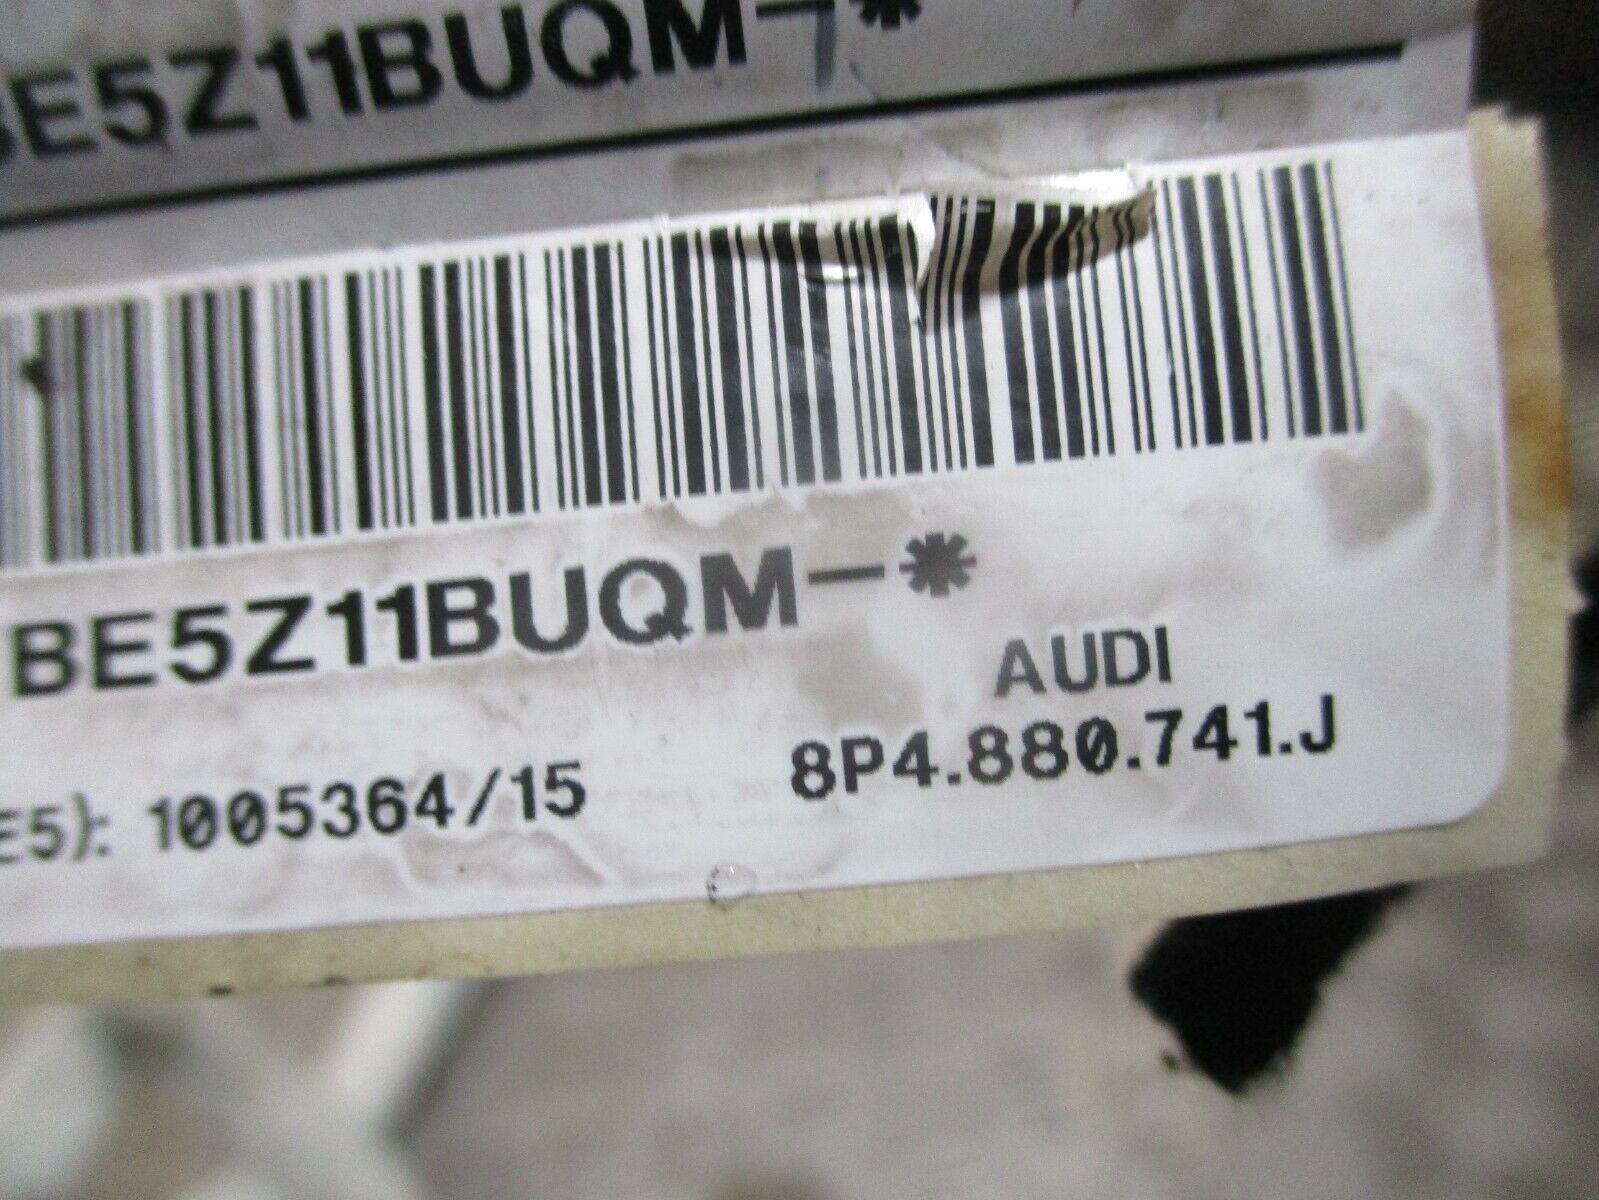 BE5Z11BUQM-*
BE5Z11BUQM-*
AUDI
8P4.880.741.J
E5): 1005364/15